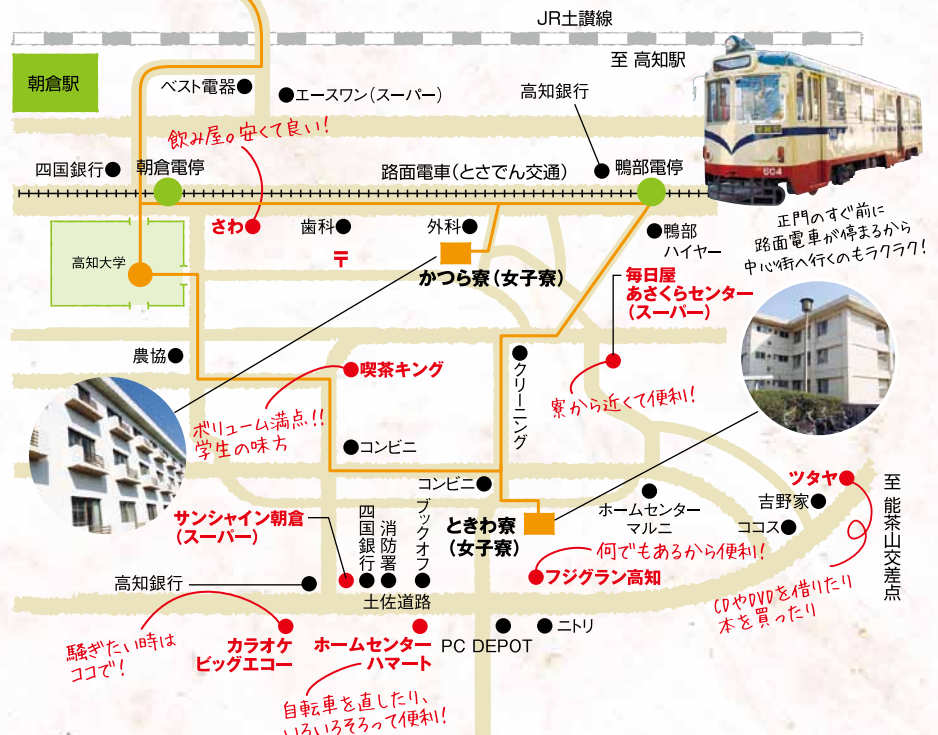 JR土讃線
至 高知駅
朝倉駅
ベスト電器
エースワン（スーパー）
高知銀行
飲み屋。安くて良い！
四国銀行
朝倉電停
路面電車（とさでん交通）
鴨部電停
604
さわ
歯科
外科
鴨部
ハイヤー
正門のすぐ前に
路面電車が停まるから
中心街へ行くのもラクラク！
高知大学
〒
かつら寮（女子寮）
毎日屋
あさくらセンター
（スーパー）
農協
喫茶キング
クリーニング
寮から近くて便利！
ボリューム満点!!
学生の味方
コンビニ
コンビニ
ツタヤ
至 能茶山交差点
吉野家
ココス
ホームセンター
マルニ
サンシャイン朝倉
（スーパー）
四国銀行
消防署
ブックオフ
ときわ寮
（女子寮）
何でもあるから便利！
フジグラン高知
高知銀行
土佐道路
CDやDVDを借りたり
本を買ったり
騒ぎたい時は
ココで！
カラオケ
ビッグエコー
ホームセンター
ハマート
PC DEPOT
ニトリ
自転車を直したり、
いろいろそろって便利！